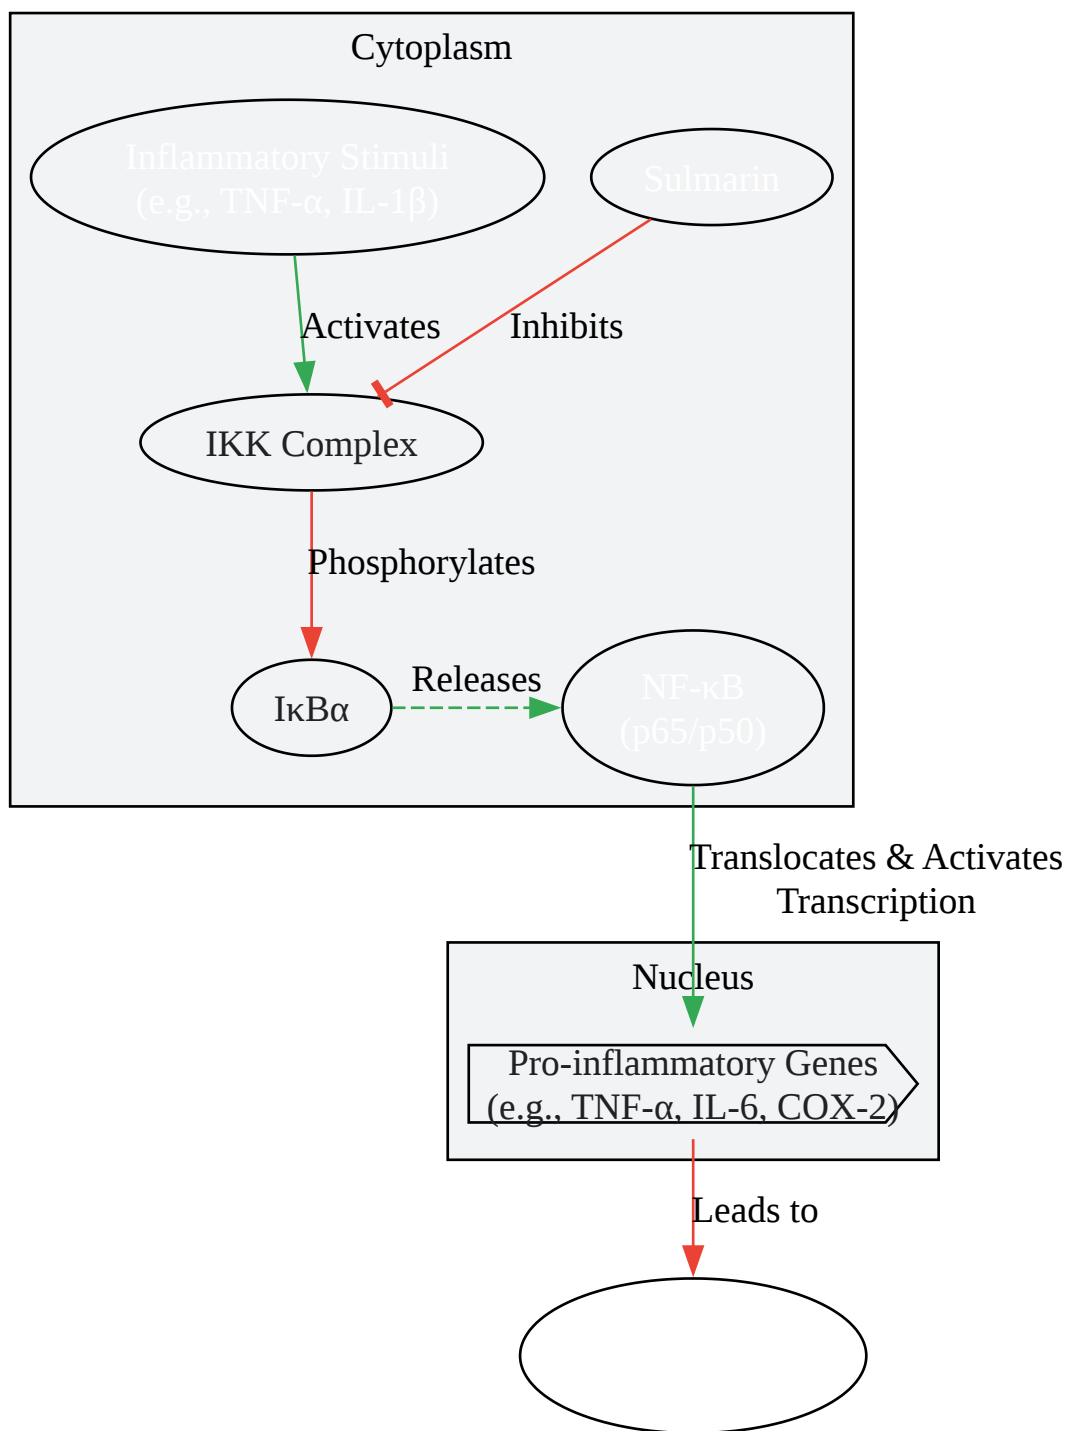 Cytoplasm
Inflammatory Stimuli
(e.g., TNF-α, IL-1β)
Sulmarin
Activates
Inhibits
IKK Complex
Phosphorylates
IκBα
Releases
NF-κB
(p65/p50)
Translocates & Activates
Transcription
Nucleus
Pro-inflammatory Genes
(e.g., TNF-α, IL-6, COX-2)
Leads to